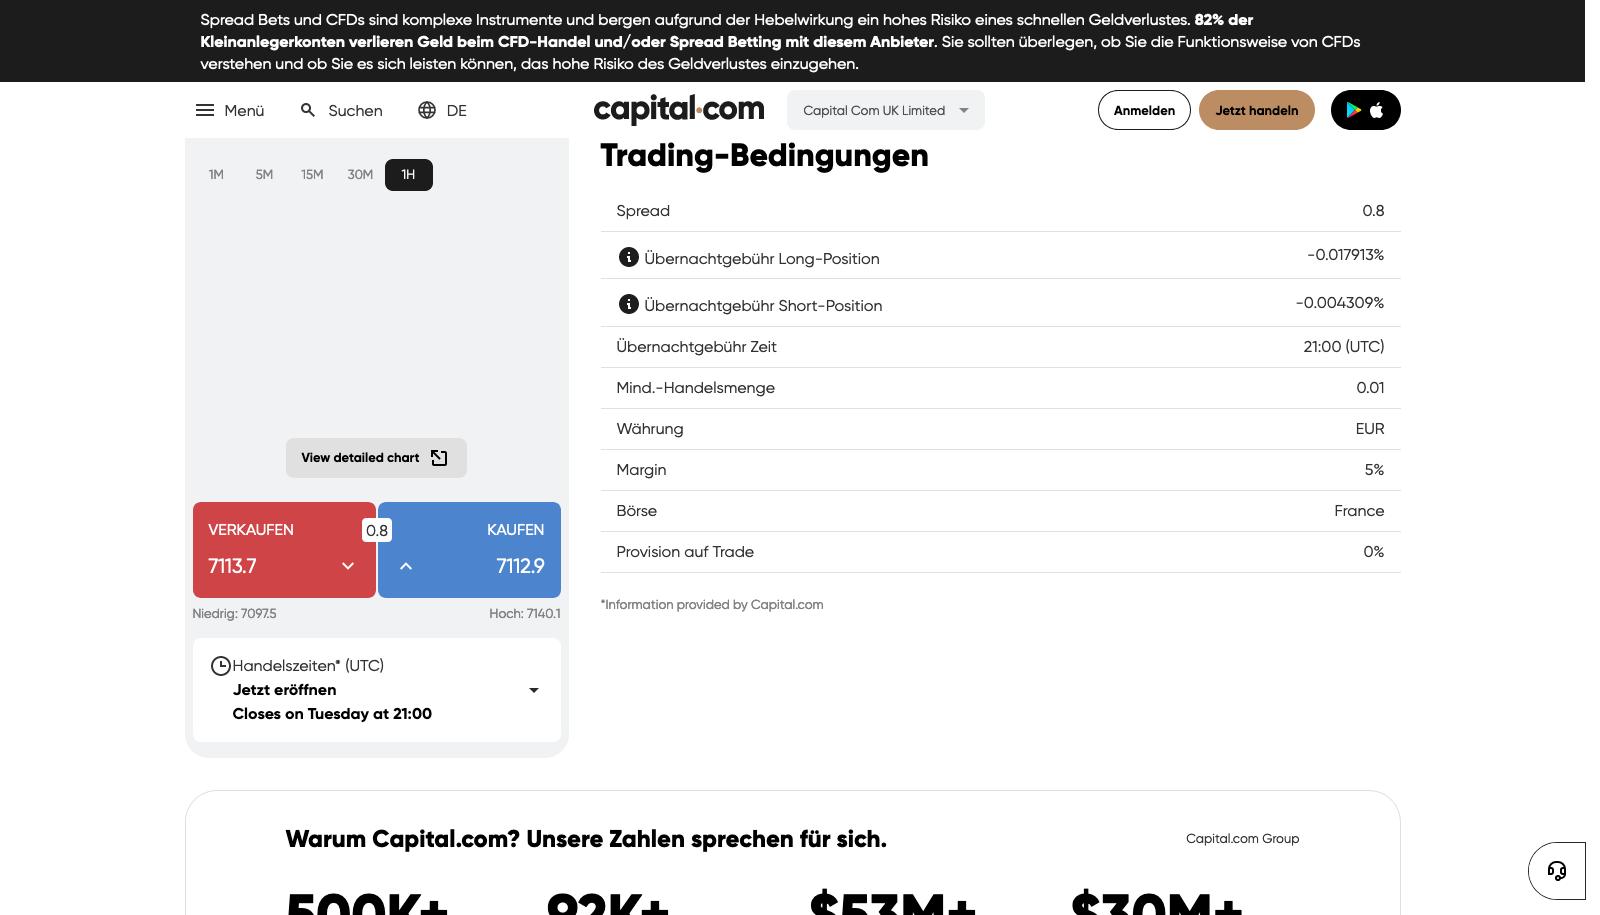 Spread Bets und CFDs sind komplexe Instrumente und bergen aufgrund der Hebelwirkung ein hohes Risiko eines schnellen Geldverlustes. 82% der
Kleinanlegerkonten verlieren Geld beim CFD-Handel und/oder Spread Betting mit diesem Anbieter. Sie sollten überlegen, ob Sie die Funktionsweise von CFDs
verstehen und ob Sie es sich leisten können, das hohe Risiko des Geldverlustes einzugehen.
Menü Suchen DE capital.com Capital Com UK Limited Anmelden Jetzt handeln
1M 5M 15M 30M 1H
View detailed chart
VERKAUFEN 0.8 KAUFEN
7113.7 7112.9
Niedrig: 7097.5 Hoch: 7140.1
Handelszeiten* (UTC)
Jetzt eröffnen
Closes on Tuesday at 21:00
Trading-Bedingungen
Spread 0.8
Übernachtgebühr Long-Position -0.017913%
Übernachtgebühr Short-Position -0.004309%
Übernachtgebühr Zeit 21:00 (UTC)
Mind.-Handelsmenge 0.01
Währung EUR
Margin 5%
Börse France
Provision auf Trade 0%
*Information provided by Capital.com
Warum Capital.com? Unsere Zahlen sprechen für sich. Capital.com Group
500K+ 92K+ $53M+ $30M+